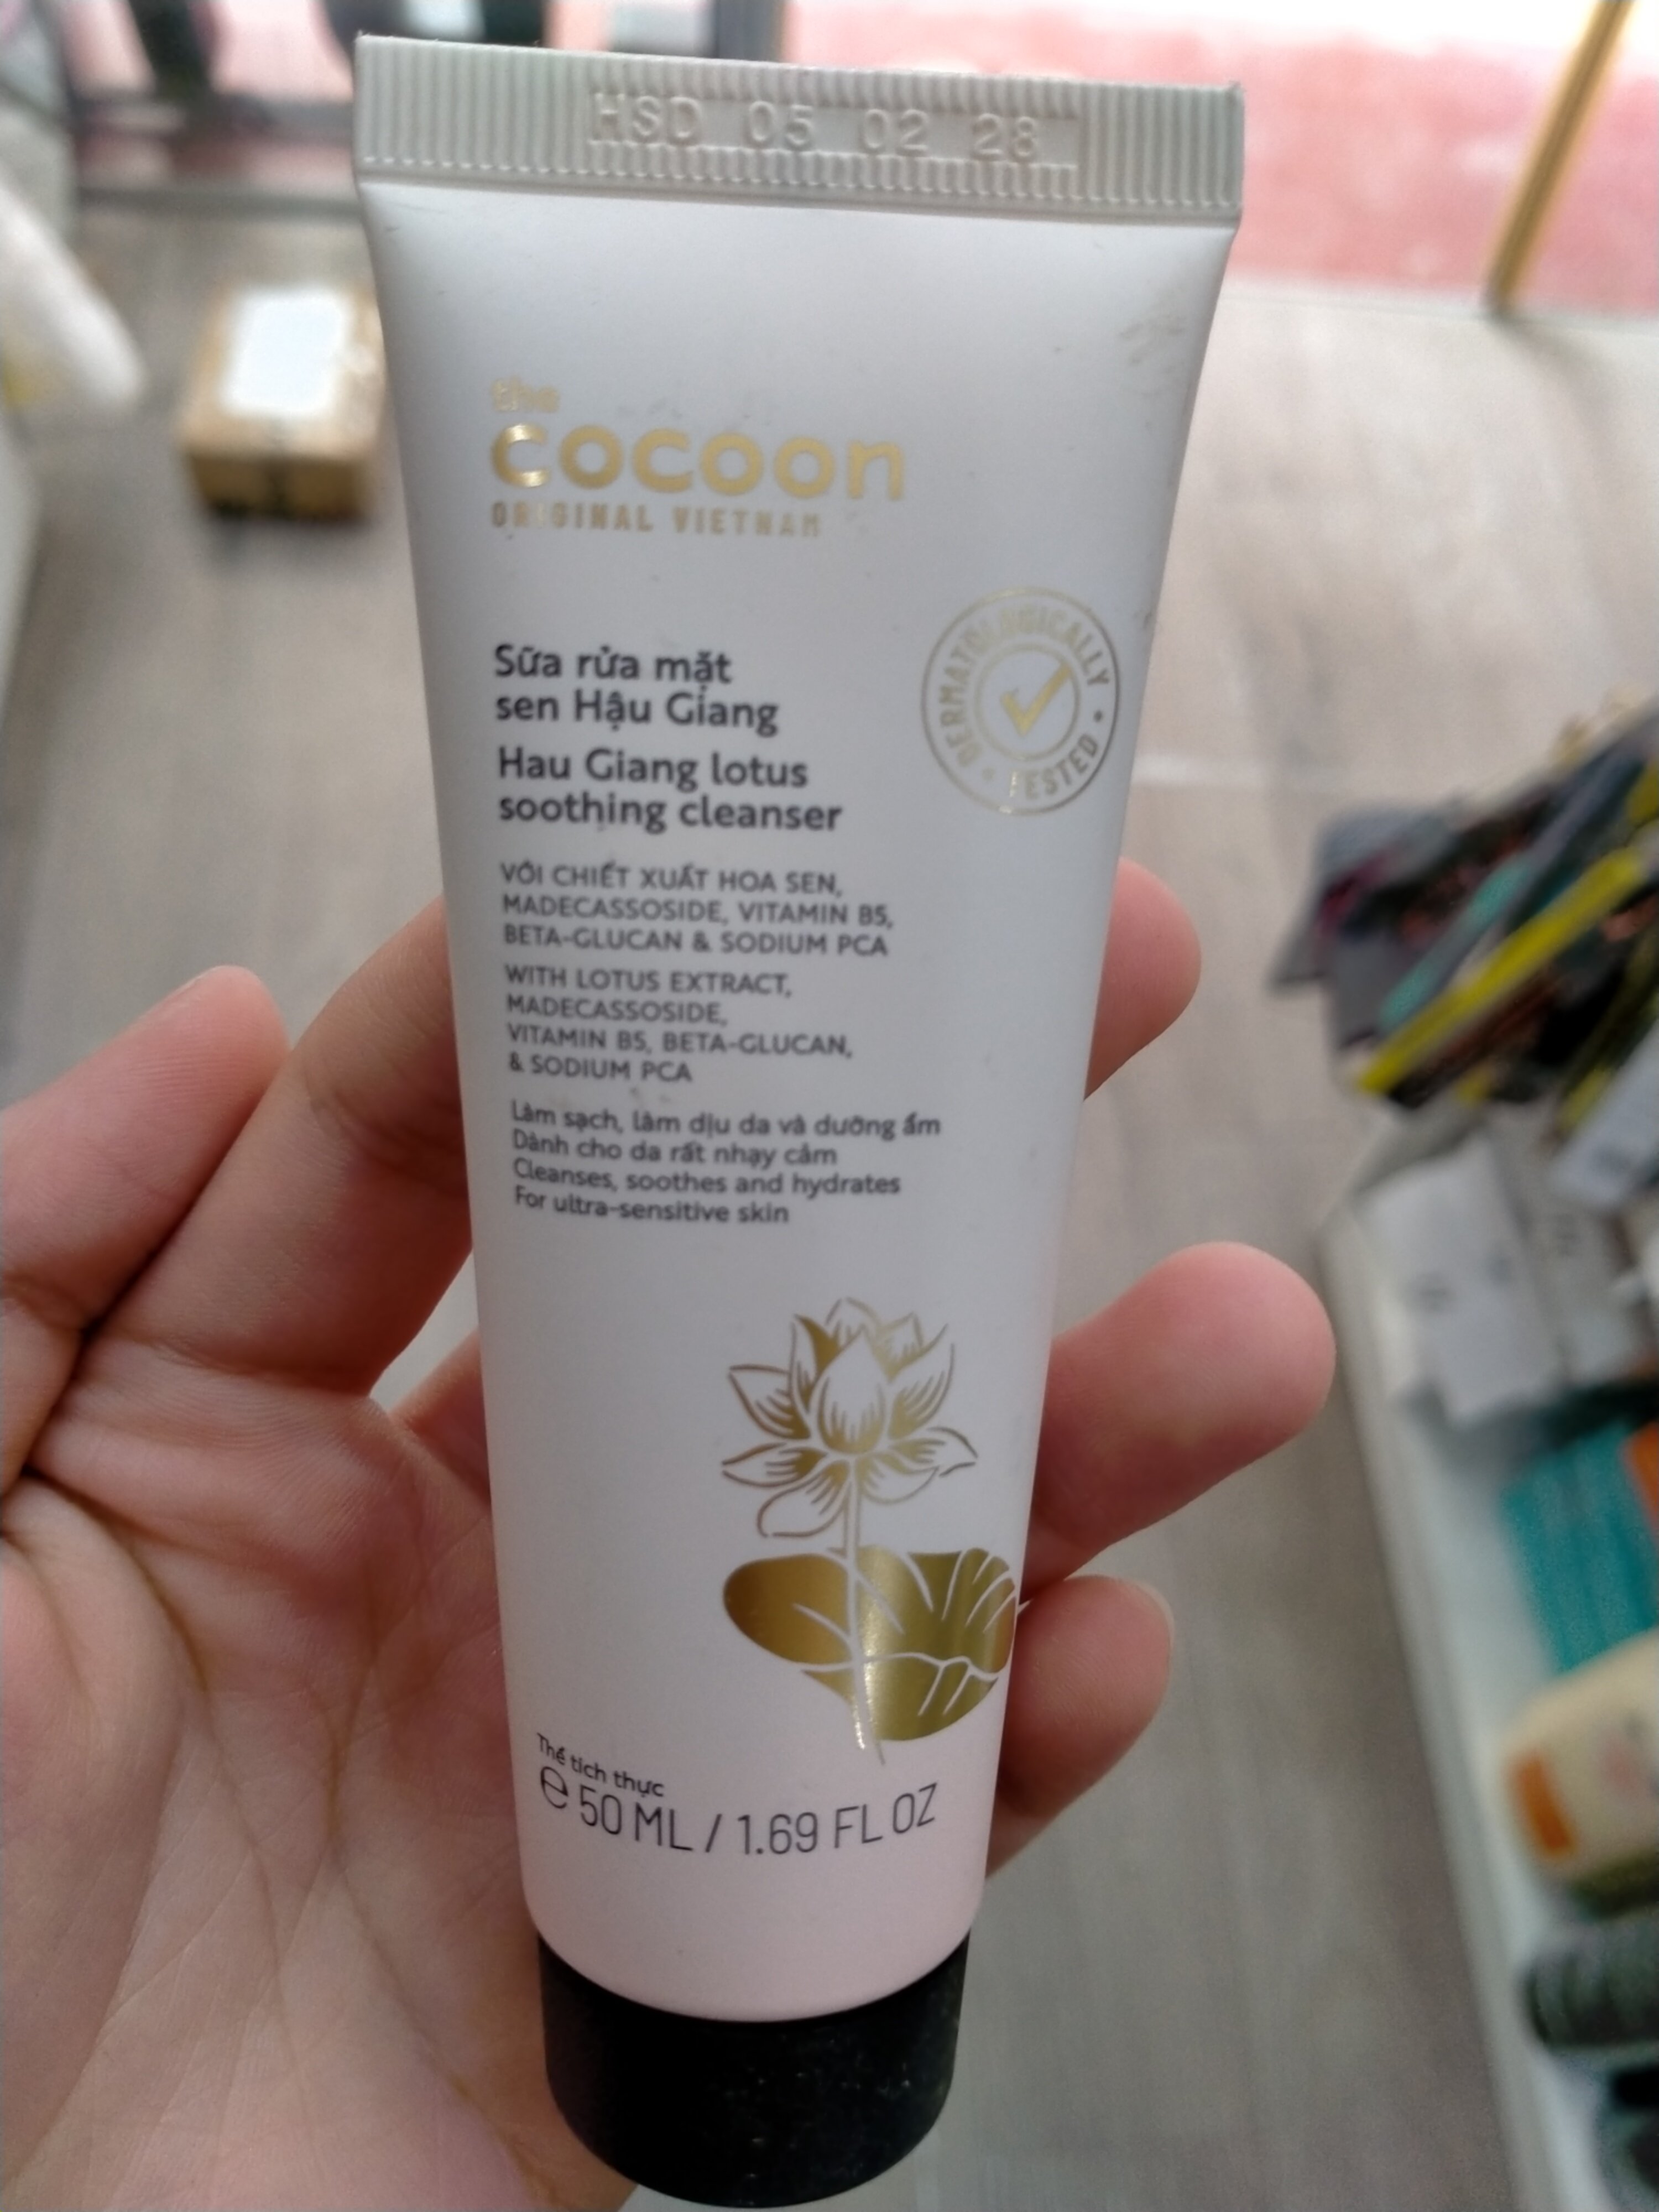 HSD 05 02 28
the
cocoon
ORIGINAL VIETNAM
DERMATOLOGICALLY • TESTED •
Sữa rửa mặt
sen Hậu Giang
Hau Giang lotus
soothing cleanser
VỚI CHIẾT XUẤT HOA SEN,
MADECASSOSIDE, VITAMIN B5,
BETA-GLUCAN & SODIUM PCA
WITH LOTUS EXTRACT,
MADECASSOSIDE,
VITAMIN B5, BETA-GLUCAN,
& SODIUM PCA
Làm sạch, làm dịu da và dưỡng ẩm
Dành cho da rất nhạy cảm
Cleanses, soothes and hydrates
For ultra-sensitive skin
Thể tích thực
℮ 50 ML / 1.69 FL OZ